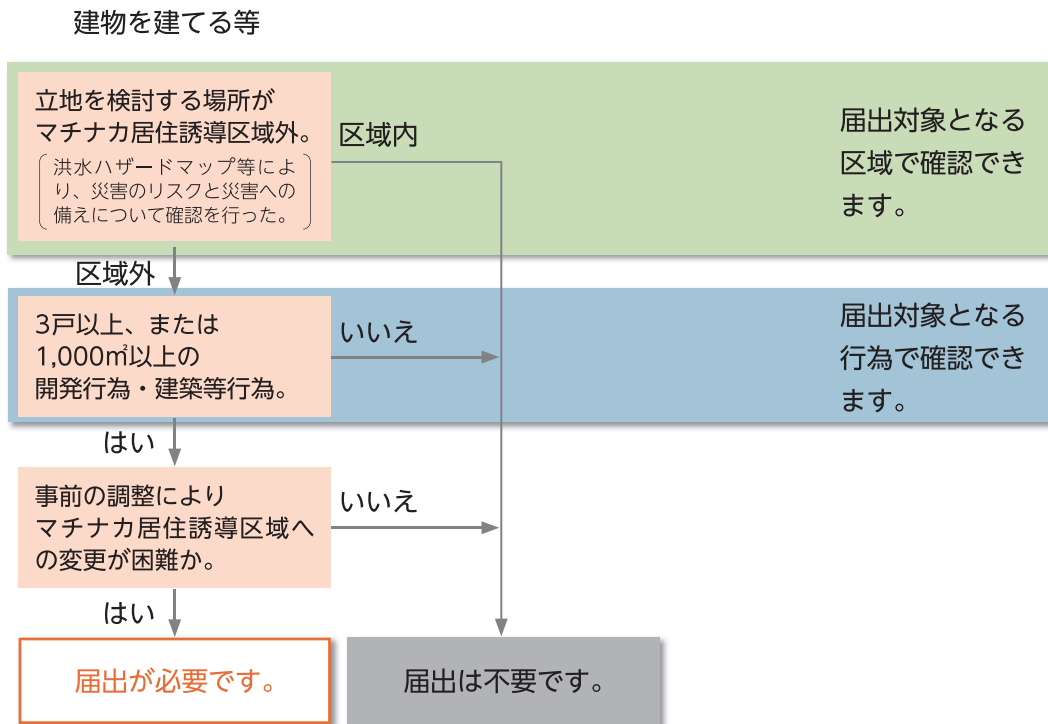 建物を建てる等
立地を検討する場所が
マチナカ居住誘導区域外。
洪水ハザードマップ等によ
り、災害のリスクと災害への
備えについて確認を行った。
区域内
届出対象となる
区域で確認でき
ます。
区域外
3戸以上、または
1,000㎡以上の
開発行為・建築等行為。
いいえ
届出対象となる
行為で確認でき
ます。
はい
事前の調整により
マチナカ居住誘導区域へ
の変更が困難か。
いいえ
はい
届出が必要です。
届出は不要です。